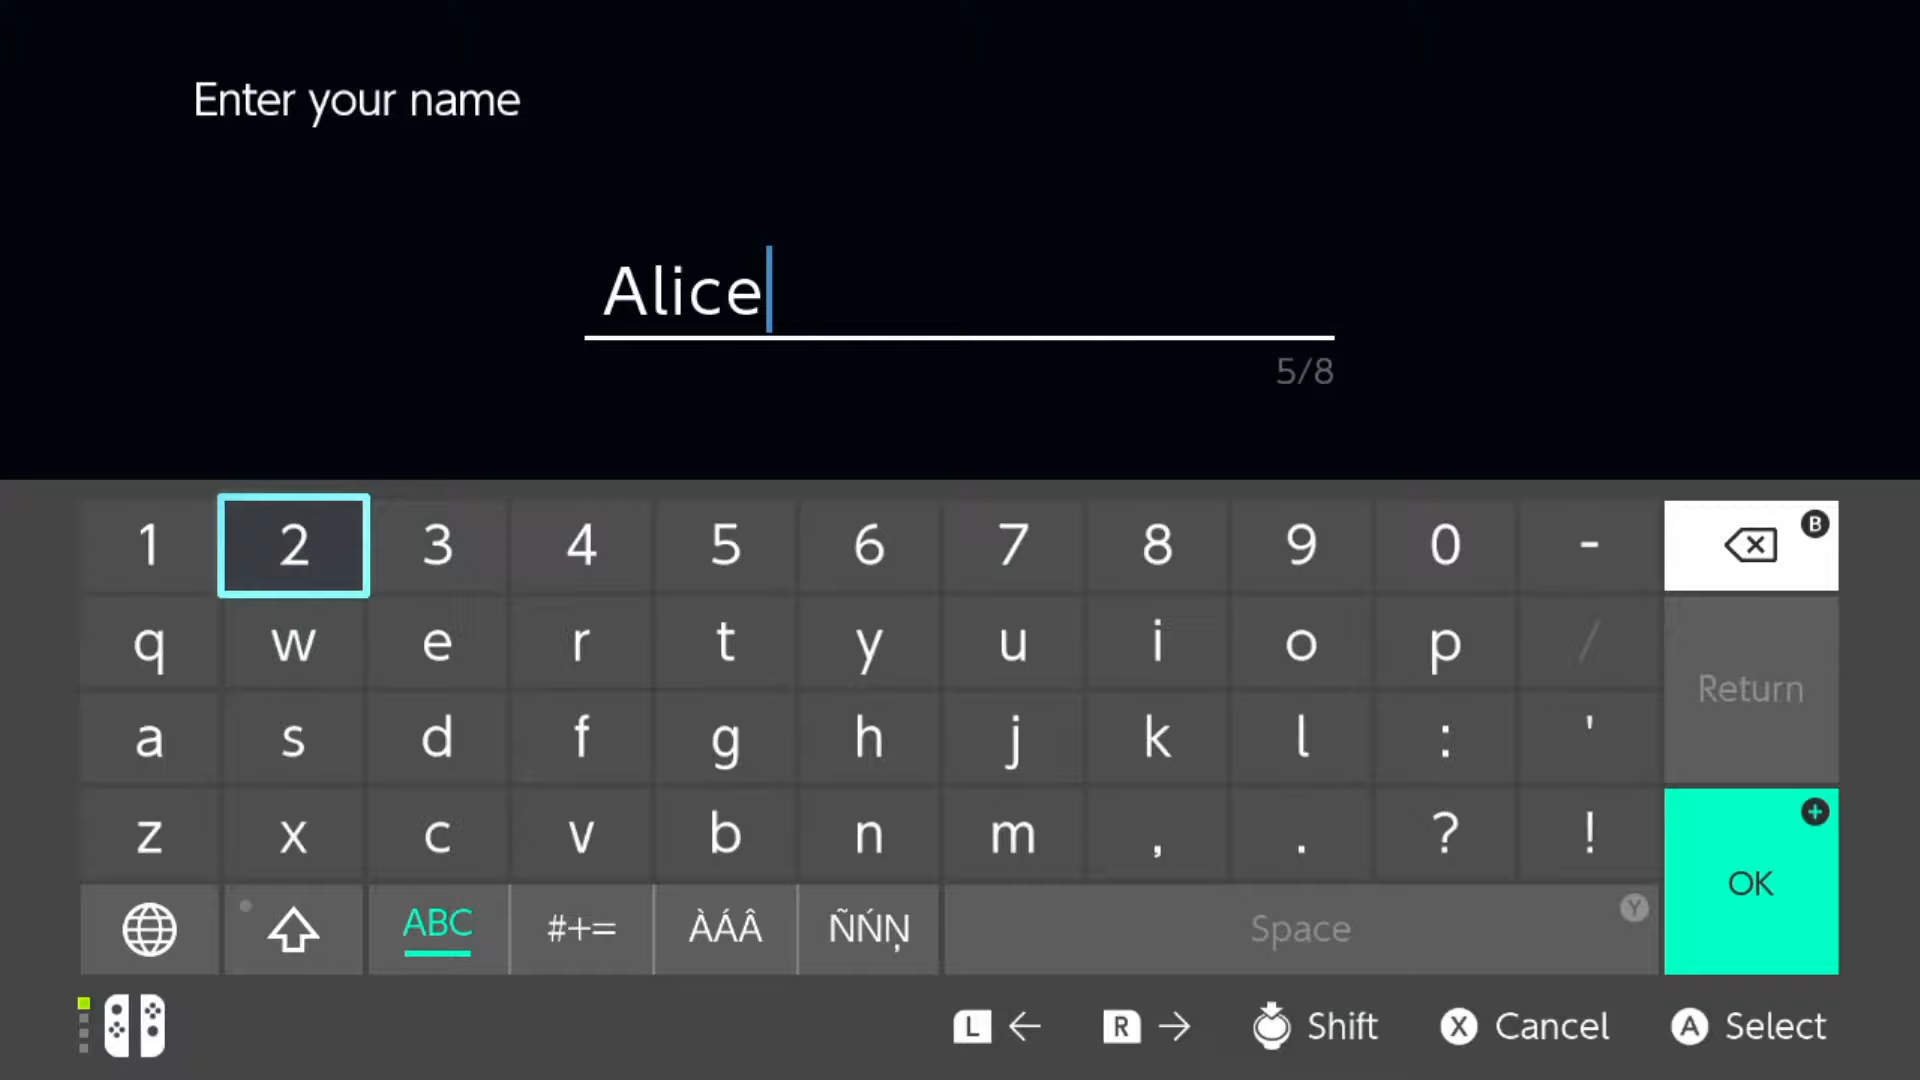 Enter your name
Alice
5/8
1 2 3 4 5 6 7 8 9 0 - B
q w e r t y u i o p / Return
a s d f g h j k l : '
z x c v b n m , . ? ! + OK
ABC #+= ÀÁÂ ÑŃŅ Space Y
L ← R → Shift X Cancel A Select